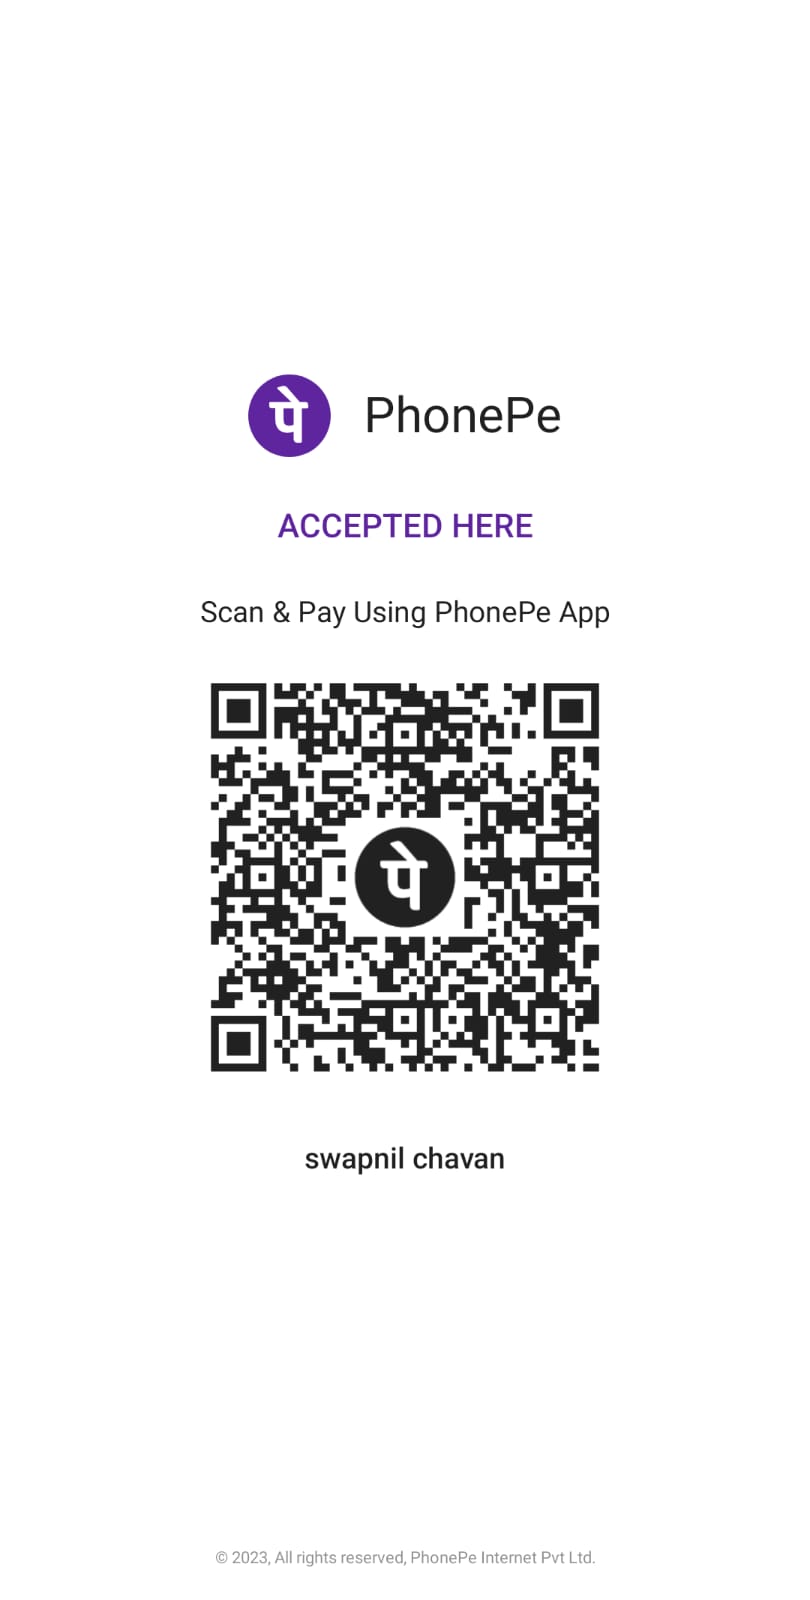 पे PhonePe
ACCEPTED HERE
Scan & Pay Using PhonePe App
पे
swapnil chavan
© 2023, All rights reserved, PhonePe Internet Pvt Ltd.